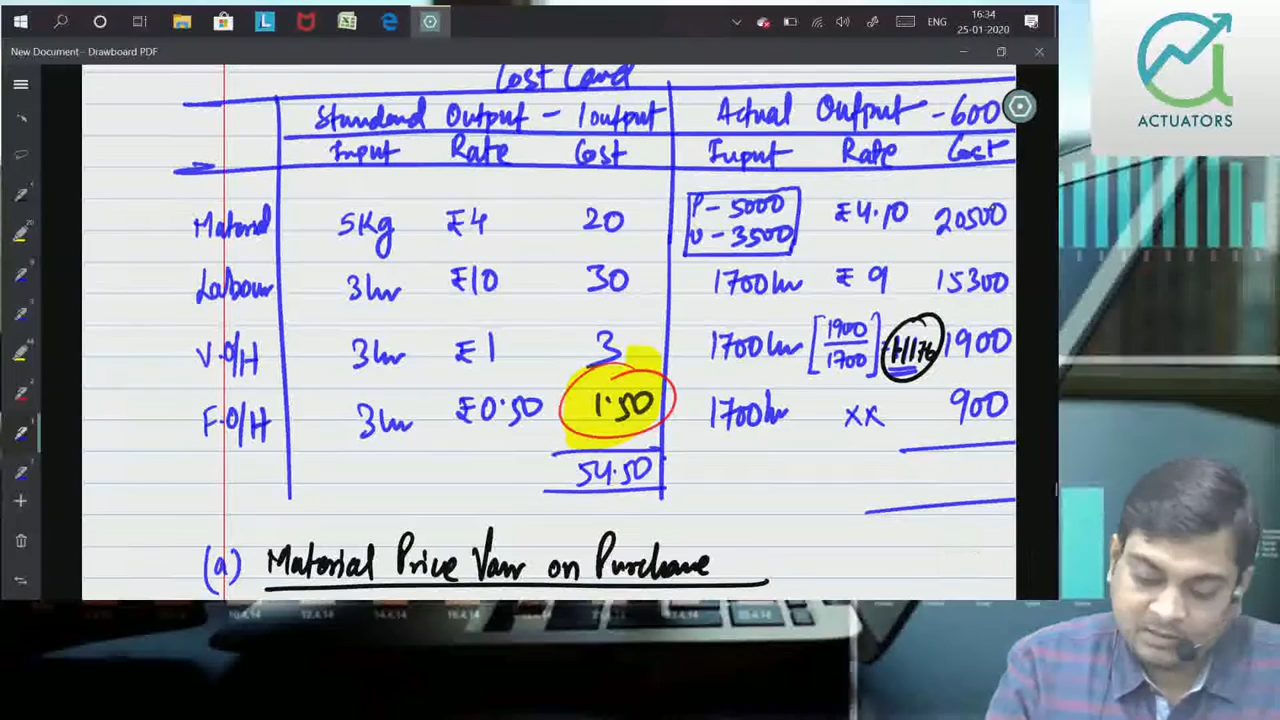 16:34
ENG
25-01-2020
New Document - Drawboard PDF
ACTUATORS
Cost Card
Standard Output - 1 output Actual Output - 600
Input Rate Cost Input Rate Cost
Material 5Kg ₹4 20 P - 5000 ₹4.10 20500
U - 3500
Labour 3hr ₹10 30 1700hr ₹9 15300
V.O/H 3hr ₹1 3 1700hr [1900/1700] 1900
F.O/H 3hr ₹0.50 1.50 1700hr xx 900
54.50
(a) Material Price Var on Purchase